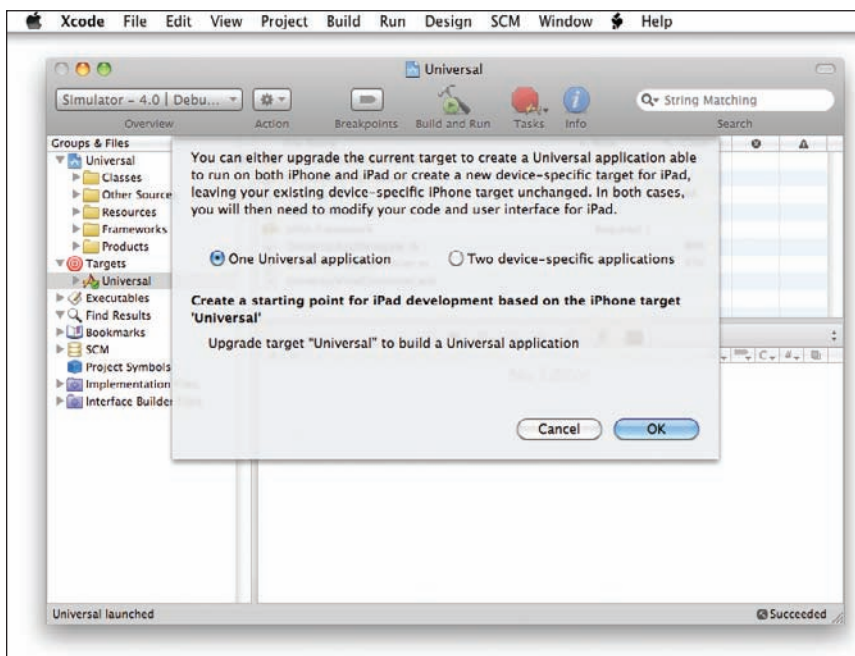 Xcode File Edit View Project Build Run Design SCM Window Help
Universal
Simulator - 4.0 | Debu...
Overview Action Breakpoints Build and Run Tasks Info
String Matching
Search
Groups & Files
Universal
Classes
Other Source
Resources
Frameworks
Products
Targets
Universal
Executables
Find Results
Bookmarks
SCM
Project Symbols
Implementation
Interface Builder
You can either upgrade the current target to create a Universal application able
to run on both iPhone and iPad or create a new device-specific target for iPad,
leaving your existing device-specific iPhone target unchanged. In both cases,
you will then need to modify your code and user interface for iPad.
One Universal application Two device-specific applications
Create a starting point for iPad development based on the iPhone target
'Universal'
Upgrade target "Universal" to build a Universal application
Cancel OK
Universal launched
Succeeded